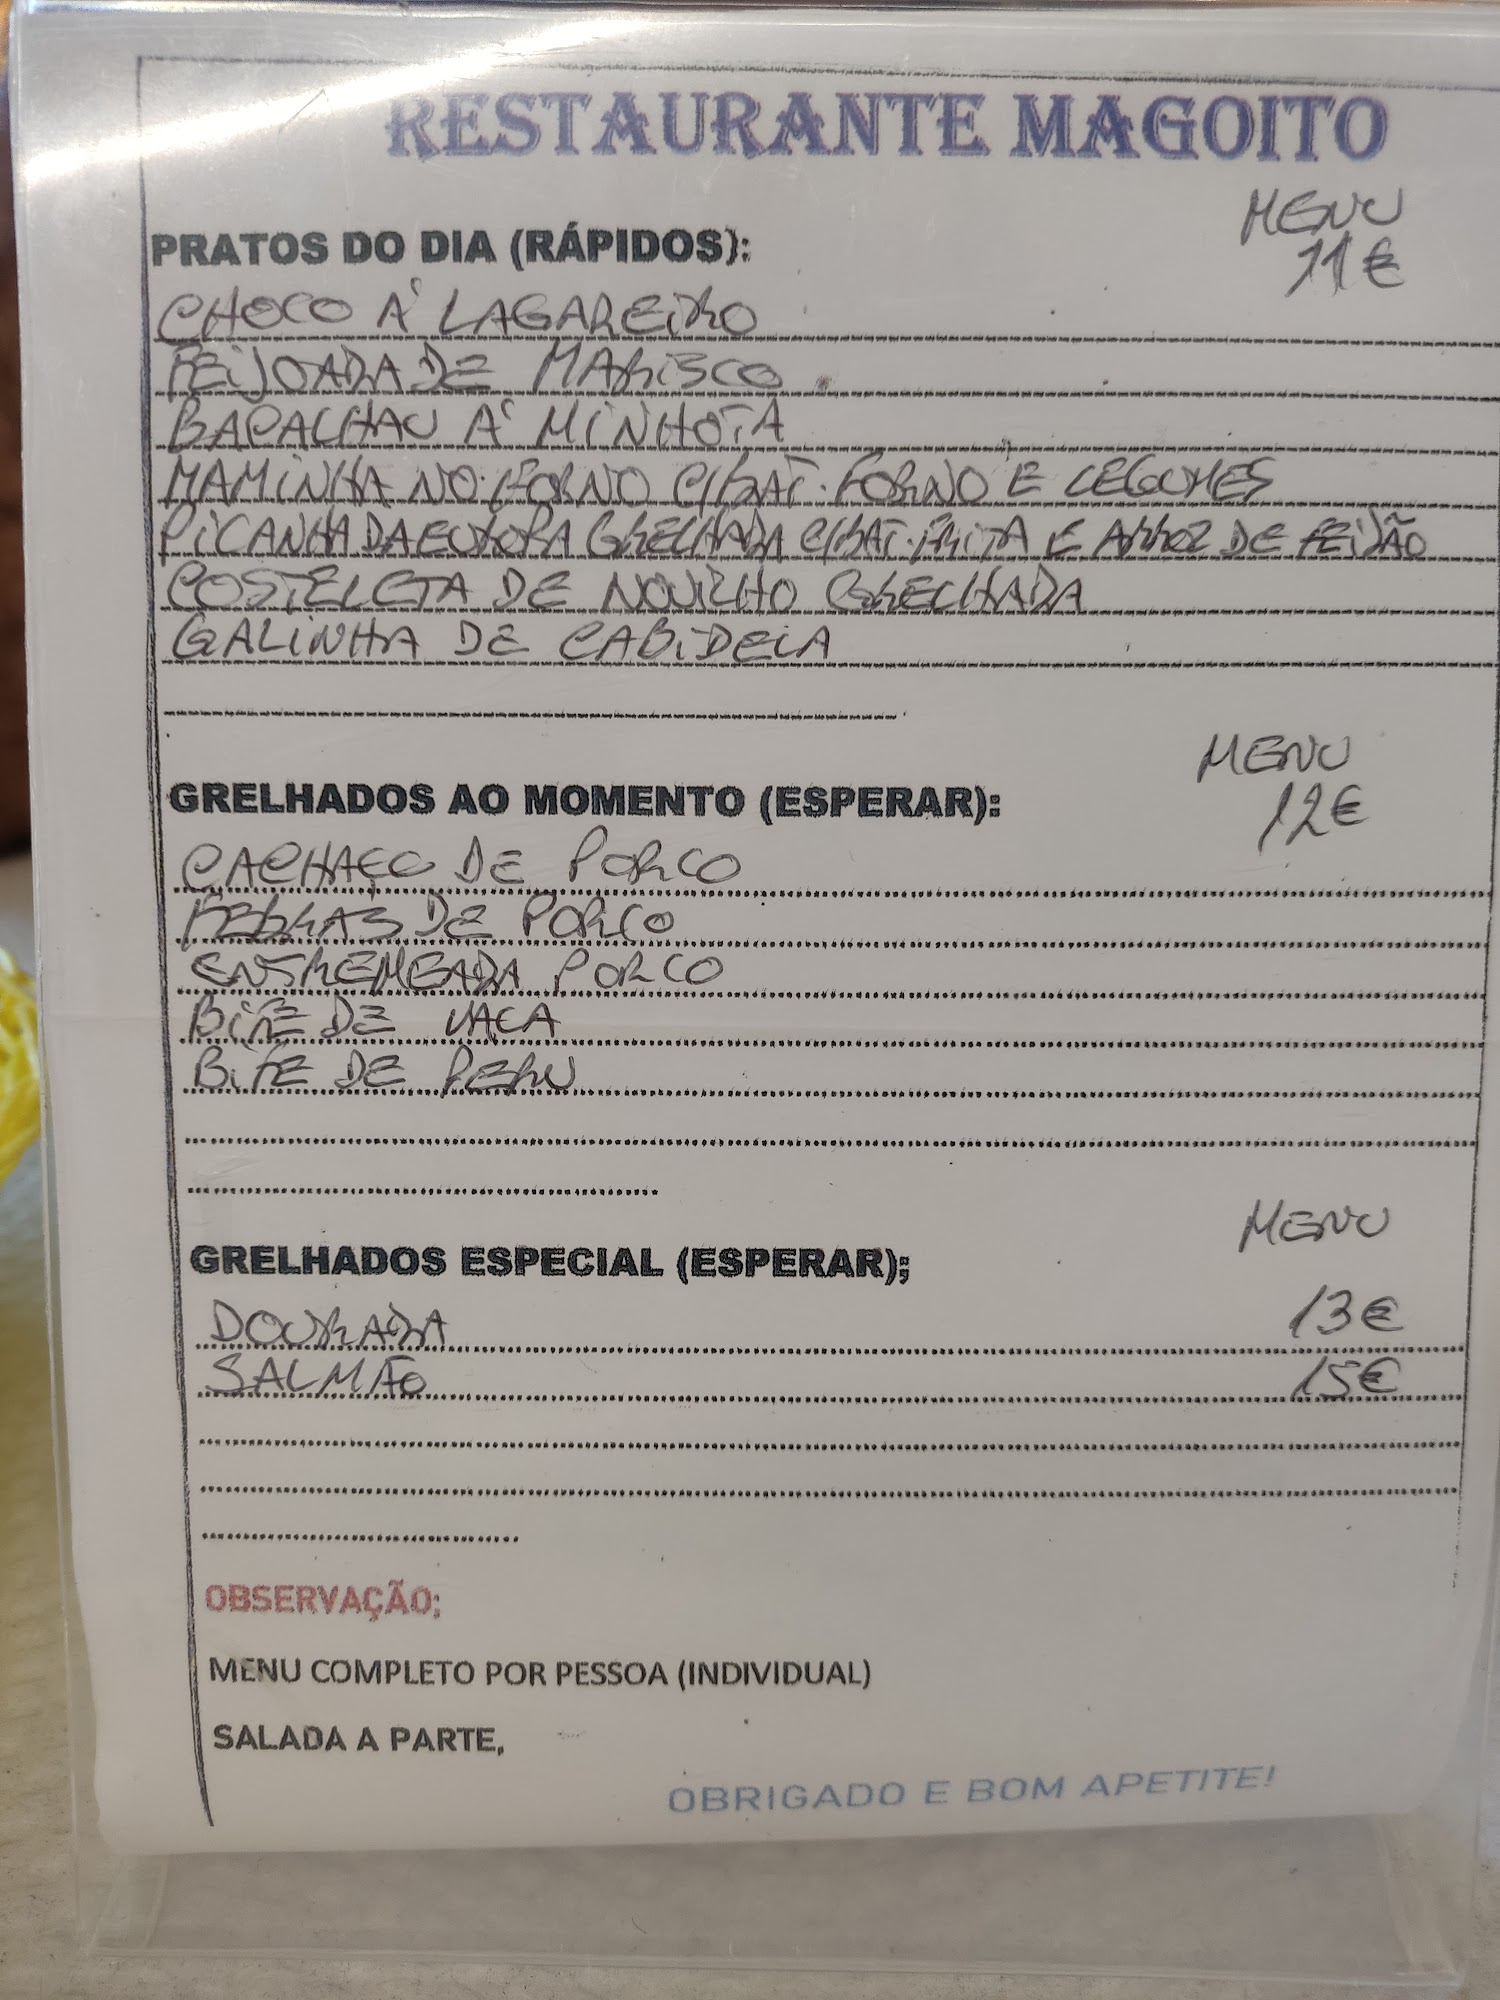 RESTAURANTE MAGOITO
MENU
PRATOS DO DIA (RÁPIDOS):
11€
CHOCO À LAGAREIRO
FEIJOADA DE MARISCO
BACALHAU À MINHOTA
MAMINHA NO FORNO C/BAT. FORNO E LEGUMES
PICANHA DA EUROPA GRELHADA C/BAT. FRITA E ARROZ DE FEIJÃO
COSTELETA DE NOVILHO GRELHADA
GALINHA DE CABIDELA
MENU
GRELHADOS AO MOMENTO (ESPERAR):
12€
CACHAÇO DE PORCO
FEBRAS DE PORCO
ENTREMEADA PORCO
BIFE DE VACA
BIFE DE PERU
MENU
GRELHADOS ESPECIAL (ESPERAR);
DOURADA 13€
SALMÃO 15€
OBSERVAÇÃO;
MENU COMPLETO POR PESSOA (INDIVIDUAL)
SALADA A PARTE,
OBRIGADO E BOM APETITE!